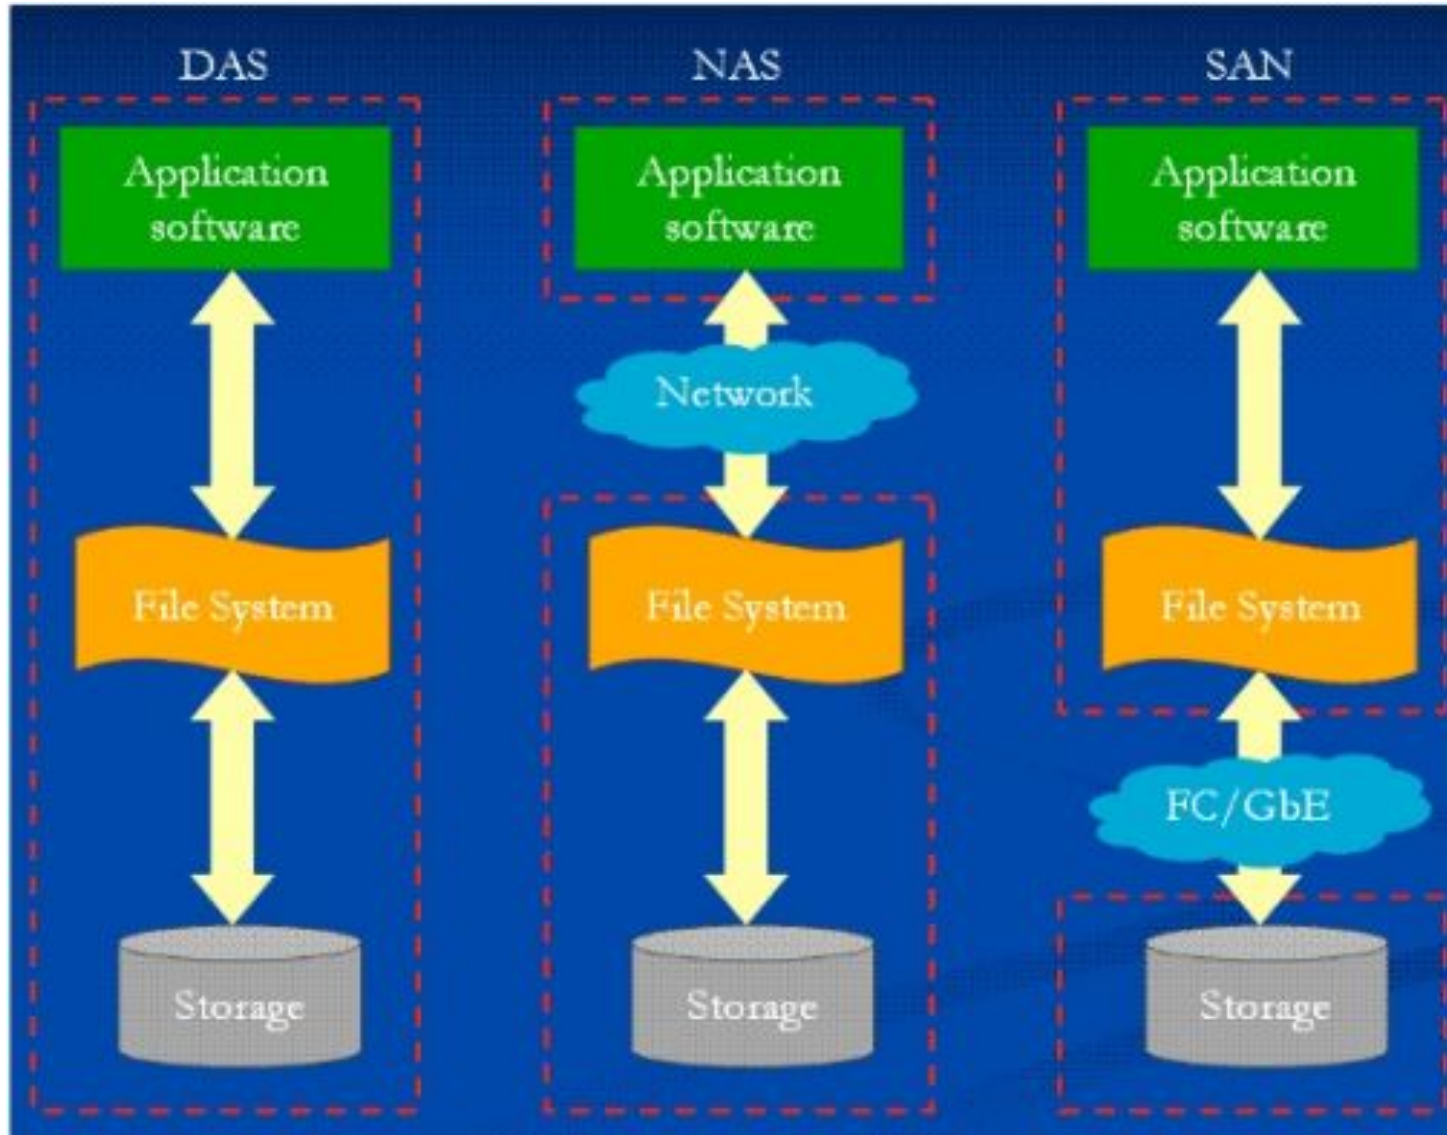 DAS
Application
software
File System
Storage
NAS
Application
software
Network
File System
Storage
SAN
Application
software
File System
FC/GbE
Storage